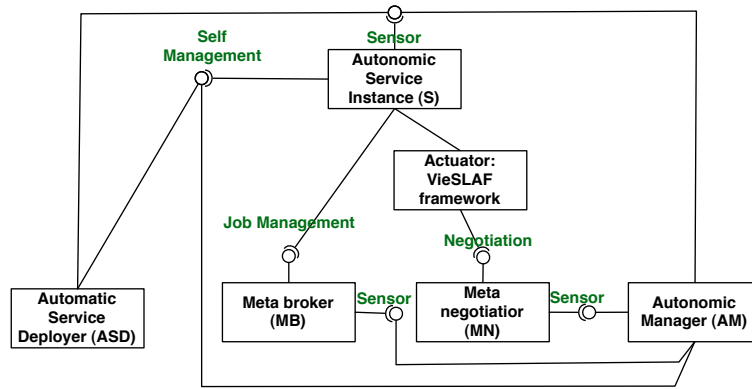 Self
Management
Sensor
Autonomic
Service
Instance (S)
Actuator:
VieSLAF
framework
Job Management
Negotiation
Automatic
Service
Deployer (ASD)
Meta broker
(MB)
Sensor
Meta
negotiatior
(MN)
Sensor
Autonomic
Manager (AM)